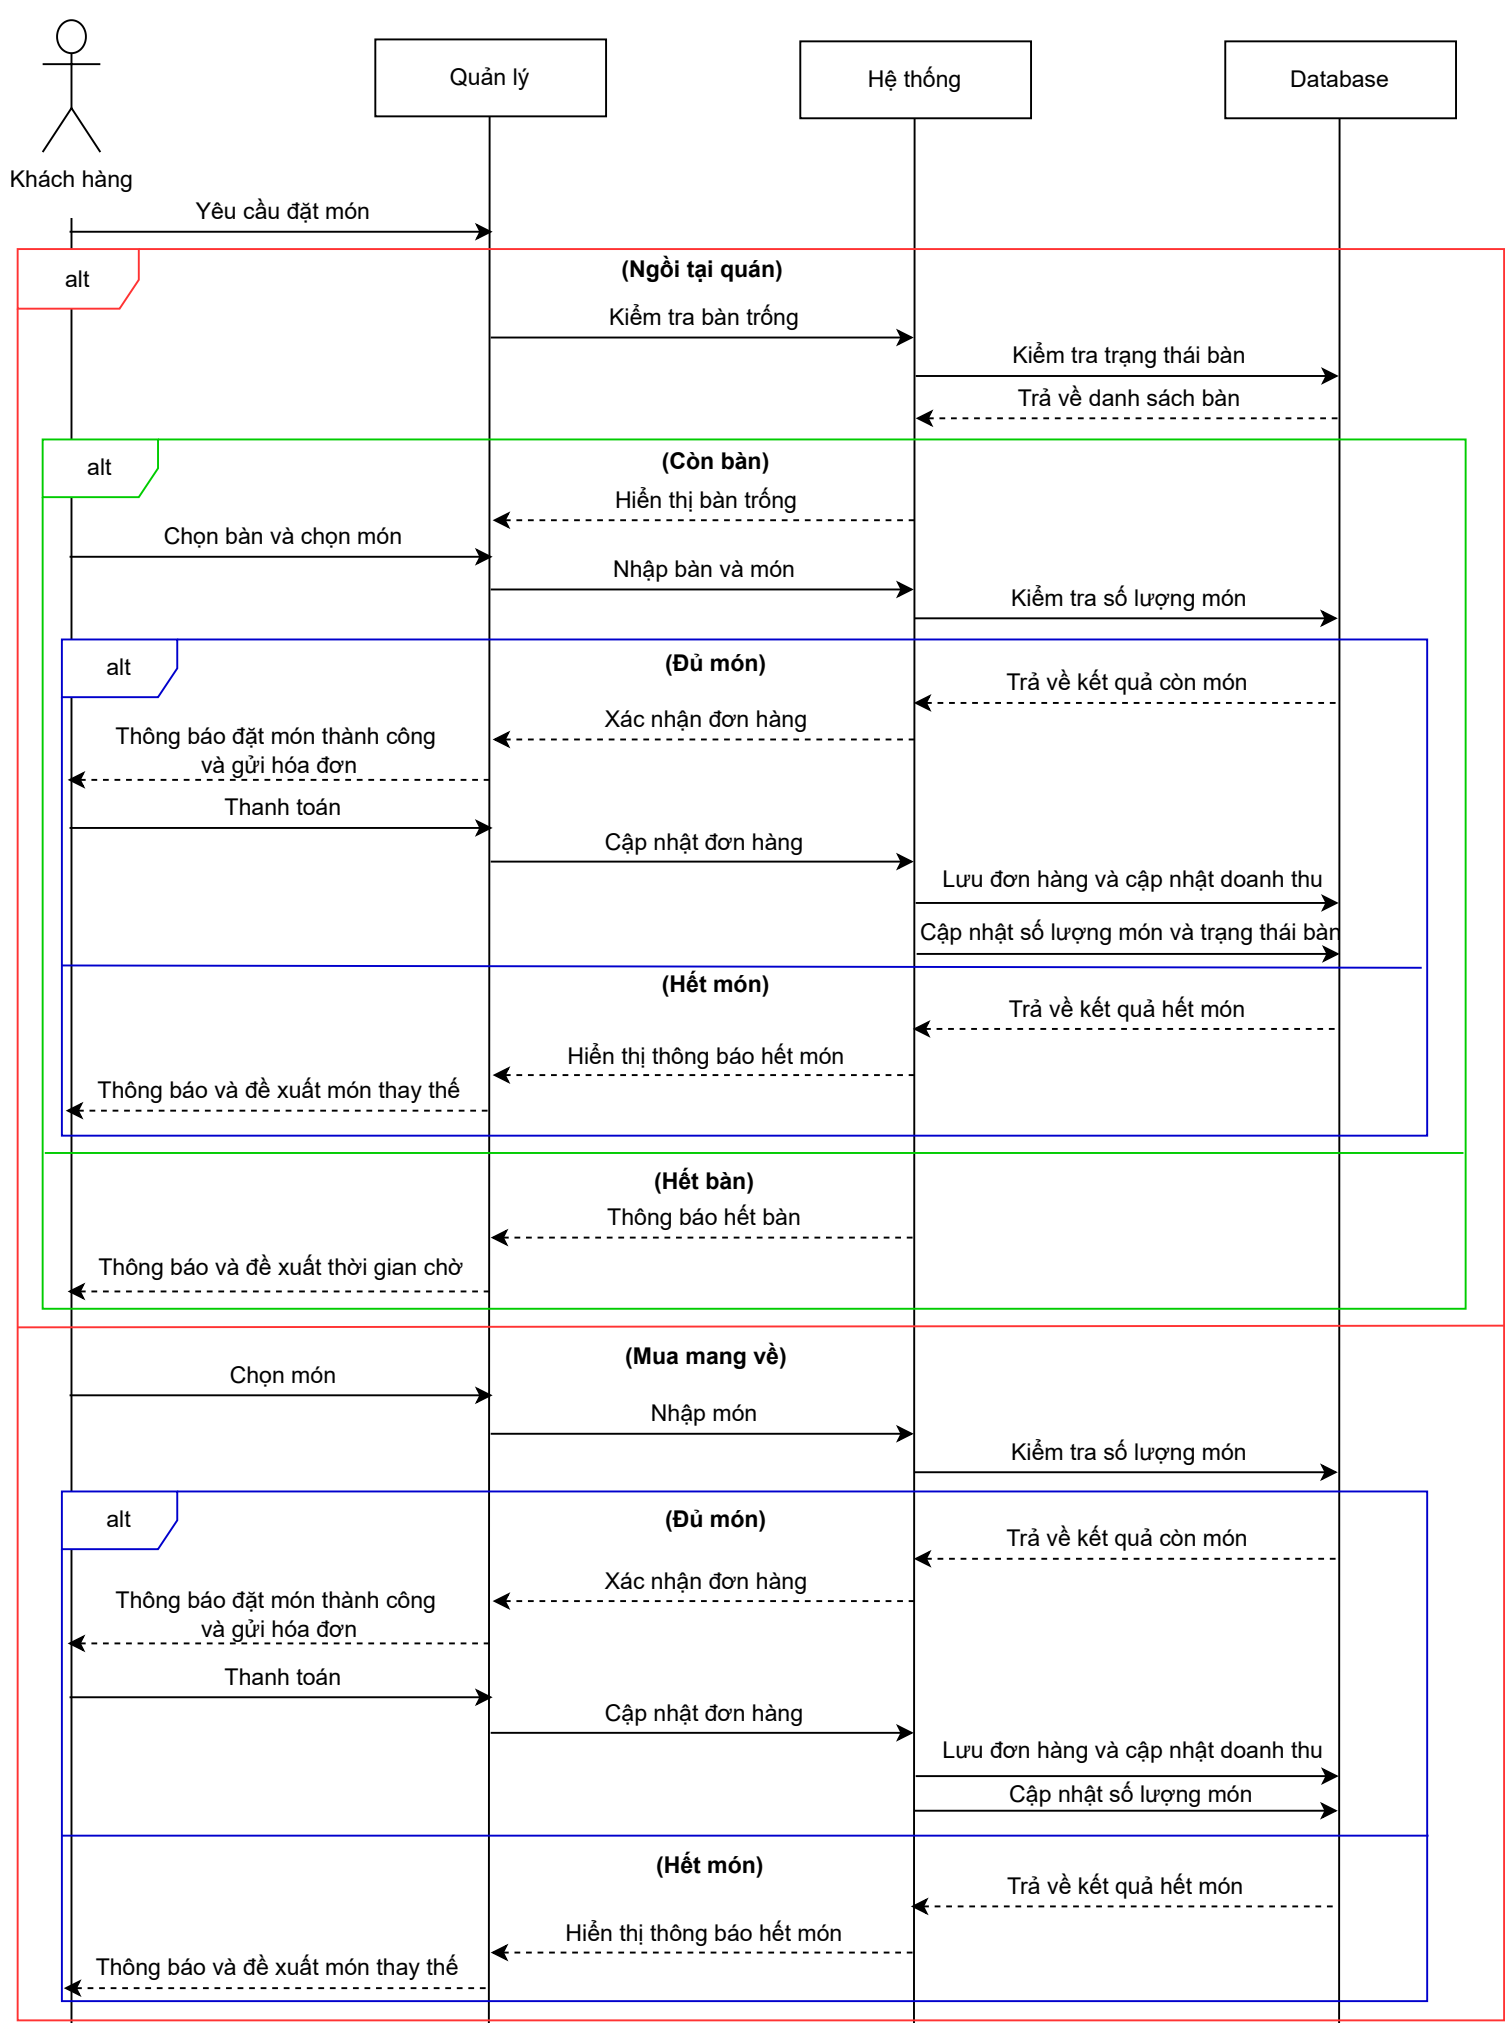 Quản lý
Hệ thống
Database
Khách hàng
Yêu cầu đặt món
alt
(Ngồi tại quán)
Kiểm tra bàn trống
Kiểm tra trạng thái bàn
Trả về danh sách bàn
alt
(Còn bàn)
Hiển thị bàn trống
Chọn bàn và chọn món
Nhập bàn và món
Kiểm tra số lượng món
alt
(Đủ món)
Trả về kết quả còn món
Xác nhận đơn hàng
Thông báo đặt món thành công
và gửi hóa đơn
Thanh toán
Cập nhật đơn hàng
Lưu đơn hàng và cập nhật doanh thu
Cập nhật số lượng món và trạng thái bàn
(Hết món)
Trả về kết quả hết món
Hiển thị thông báo hết món
Thông báo và đề xuất món thay thế
(Hết bàn)
Thông báo hết bàn
Thông báo và đề xuất thời gian chờ
(Mua mang về)
Chọn món
Nhập món
Kiểm tra số lượng món
alt
(Đủ món)
Trả về kết quả còn món
Xác nhận đơn hàng
Thông báo đặt món thành công
và gửi hóa đơn
Thanh toán
Cập nhật đơn hàng
Lưu đơn hàng và cập nhật doanh thu
Cập nhật số lượng món
(Hết món)
Trả về kết quả hết món
Hiển thị thông báo hết món
Thông báo và đề xuất món thay thế